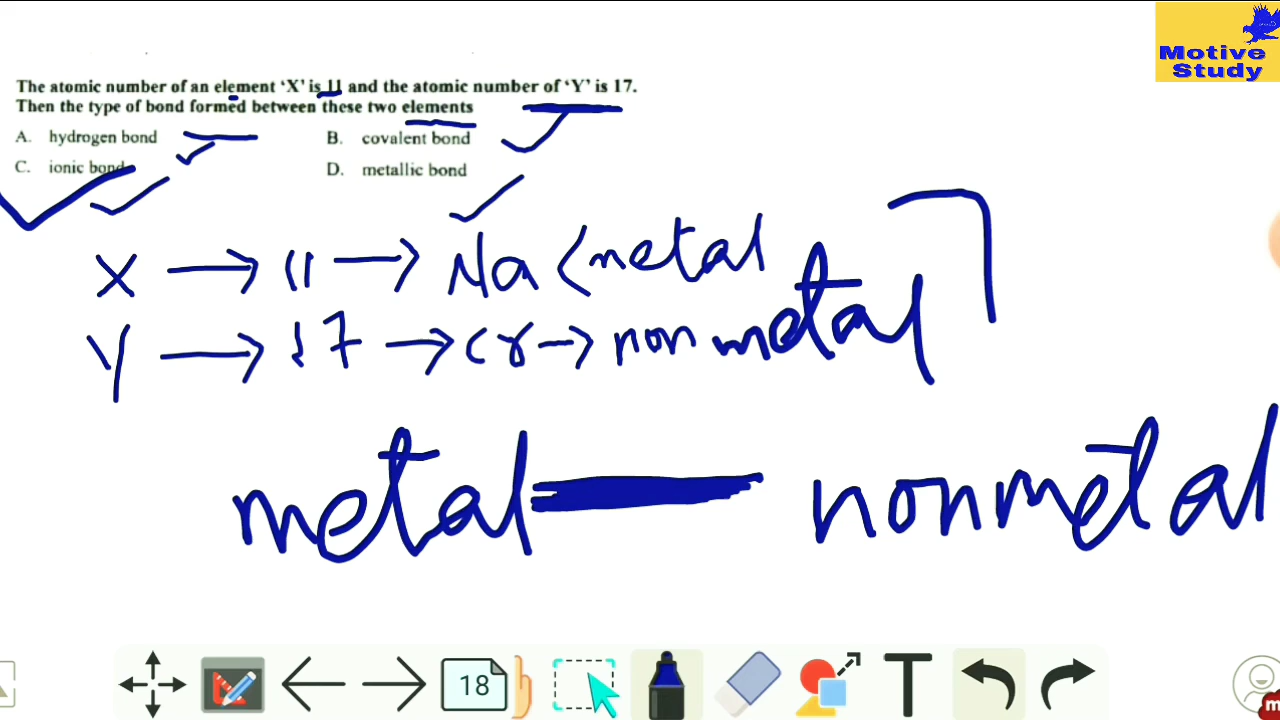 Motive
Study
The atomic number of an element ‘X’ is 11 and the atomic number of ‘Y’ is 17.
Then the type of bond formed between these two elements
A. hydrogen bond B. covalent bond
C. ionic bond D. metallic bond
X → 11 → Na (metal
Y → 17 → Cr → non metal
metal — nonmetal
18
T
m